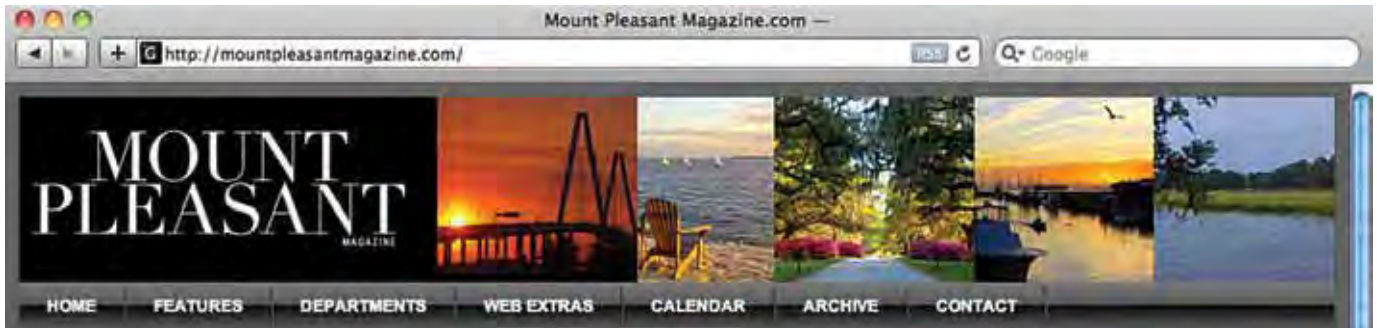 Mount Pleasant Magazine.com —
+ G http://mountpleasantmagazine.com/ RSS Google
MOUNT
PLEASANT
MAGAZINE
HOME FEATURES DEPARTMENTS WEB EXTRAS CALENDAR ARCHIVE CONTACT